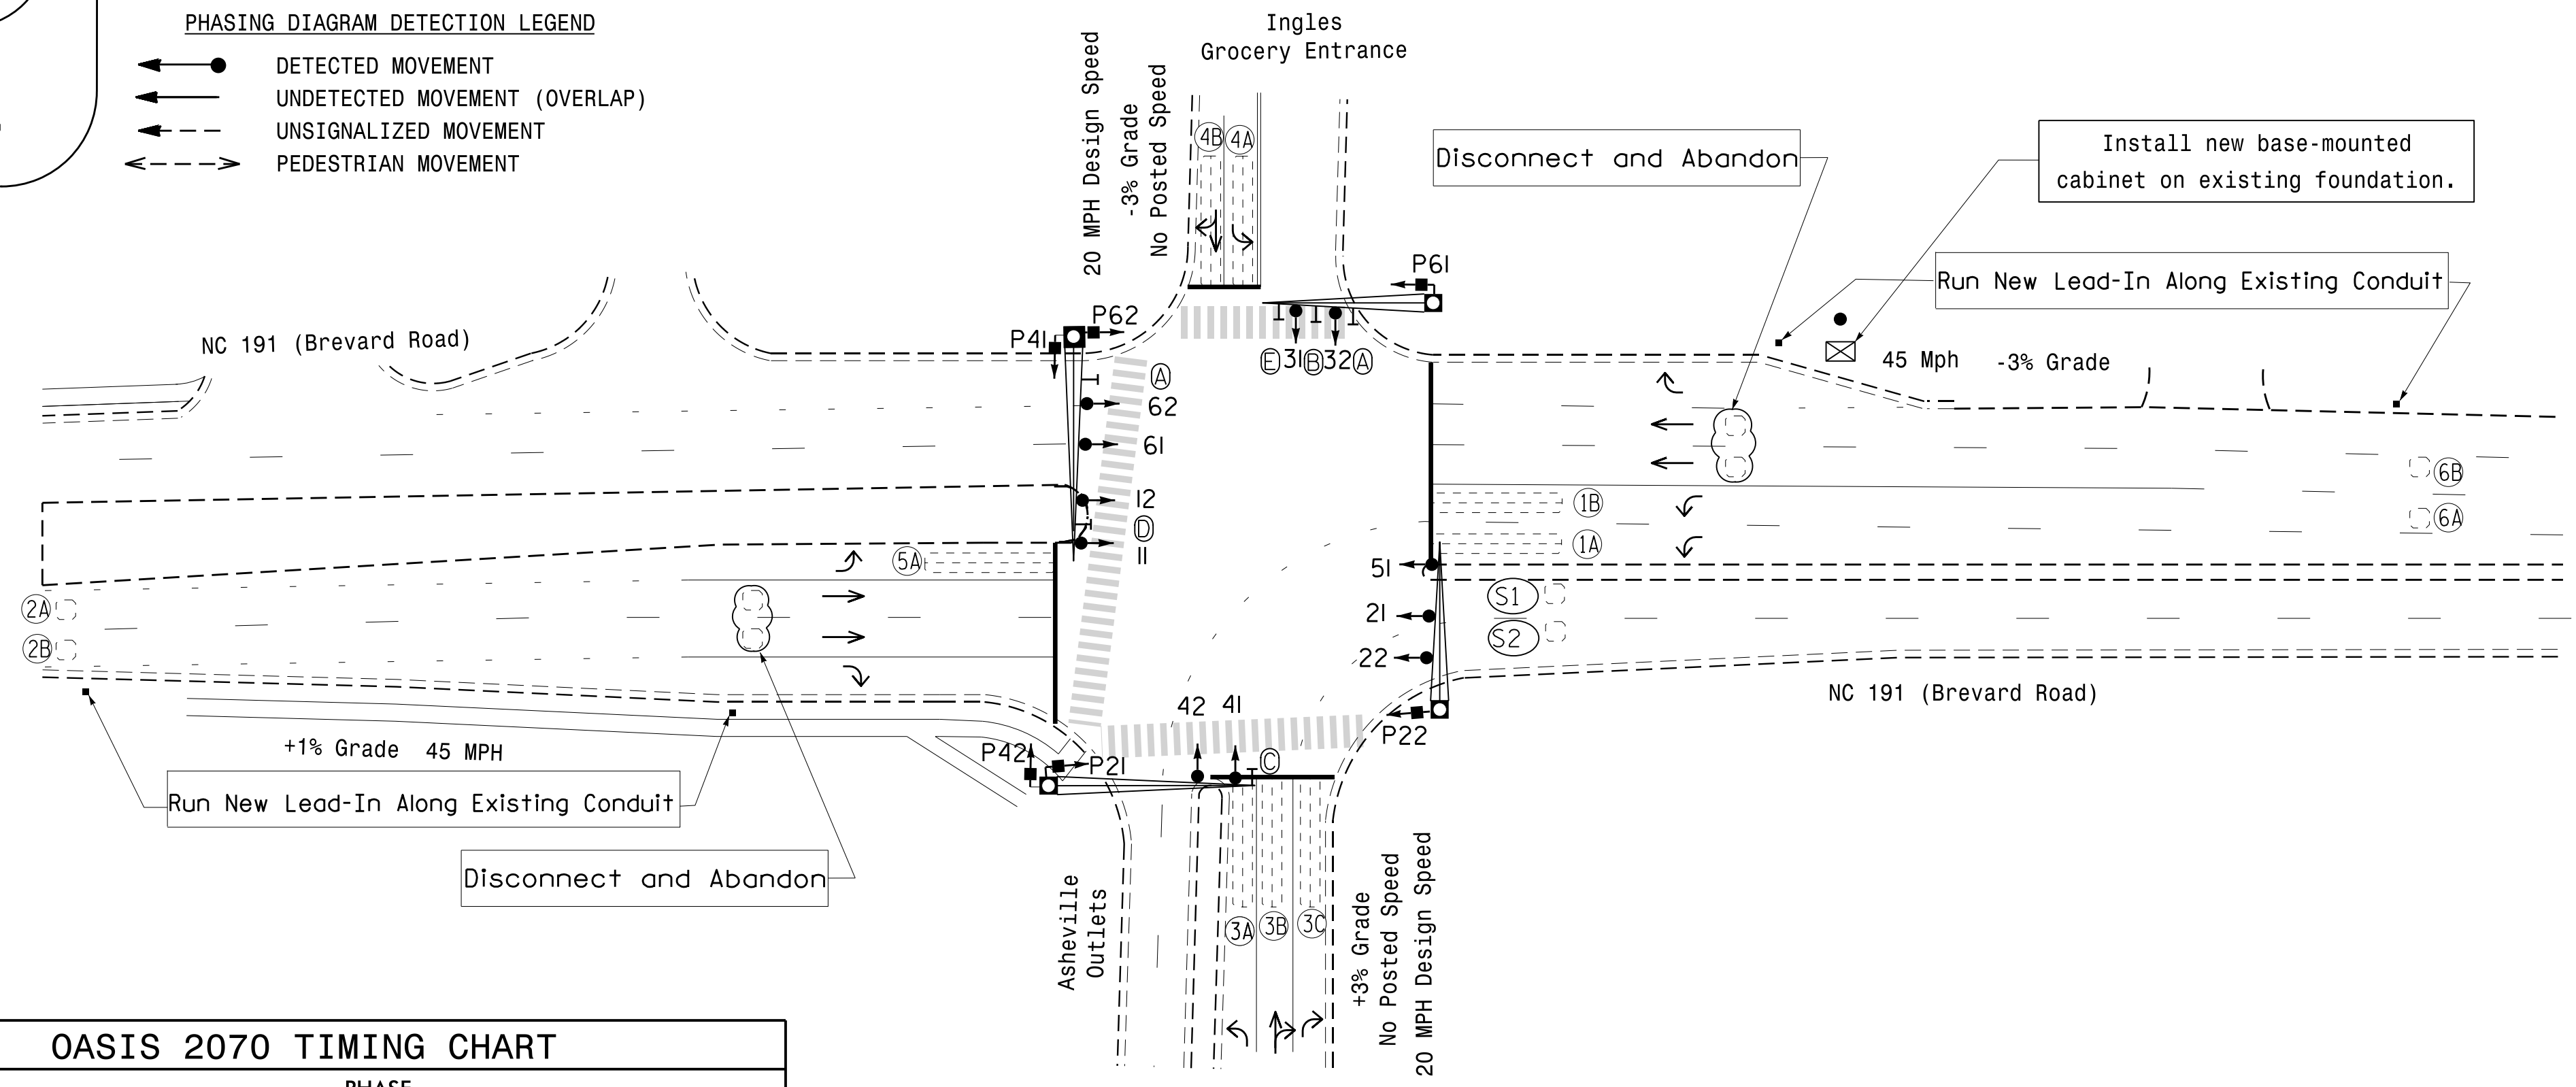 PHASING DIAGRAM DETECTION LEGEND
DETECTED MOVEMENT
UNDETECTED MOVEMENT (OVERLAP)
UNSIGNALIZED MOVEMENT
PEDESTRIAN MOVEMENT
Ingles
Grocery Entrance
20 MPH Design Speed
-3% Grade
No Posted Speed
4B
4A
Disconnect and Abandon
Install new base-mounted
cabinet on existing foundation.
Run New Lead-In Along Existing Conduit
P61
P62
P41
NC 191 (Brevard Road)
E
31
B
32
A
45 Mph
-3% Grade
A
62
61
12
D
11
6B
6A
1B
1A
5A
51
21
22
S1
S2
2A
2B
NC 191 (Brevard Road)
42
41
C
P22
P42
P21
+1% Grade
45 MPH
Run New Lead-In Along Existing Conduit
Disconnect and Abandon
3A
3B
3C
Asheville
Outlets
+3% Grade
No Posted Speed
20 MPH Design Speed
OASIS 2070 TIMING CHART
PHASE